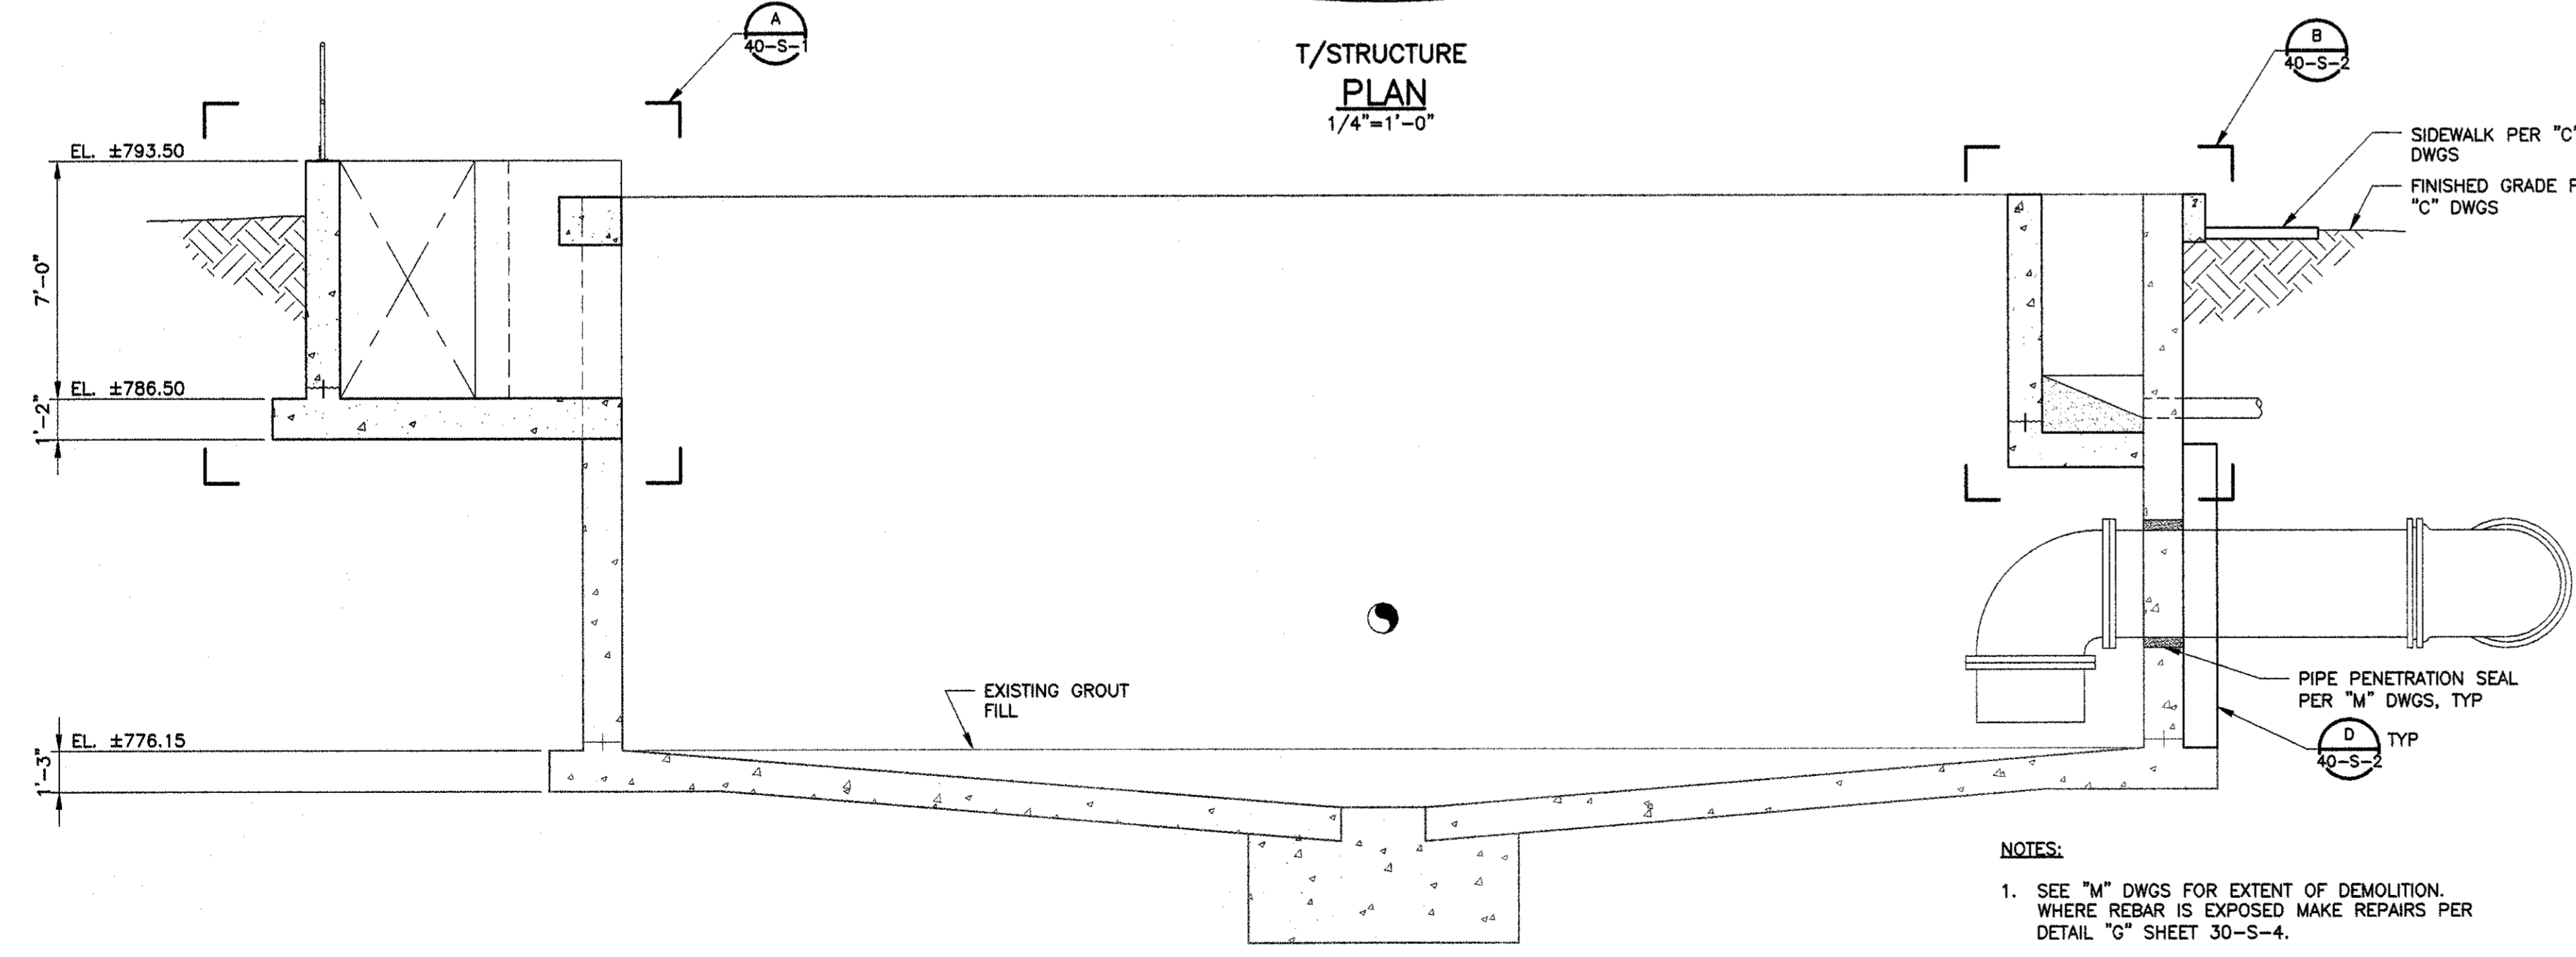 A
40-S-1
T/STRUCTURE
PLAN
1/4"=1'-0"
B
40-S-2
SIDEWALK PER "C"
DWGS
FINISHED GRADE
"C" DWGS
EL. ±793.50
7'-0"
EL. ±786.50
1'-2"
EXISTING GROUT
FILL
PIPE PENETRATION SEAL
PER "M" DWGS, TYP
D
40-S-2
TYP
EL. ±776.15
1'-3"
NOTES:
1. SEE "M" DWGS FOR EXTENT OF DEMOLITION.
WHERE REBAR IS EXPOSED MAKE REPAIRS PER
DETAIL "G" SHEET 30-S-4.